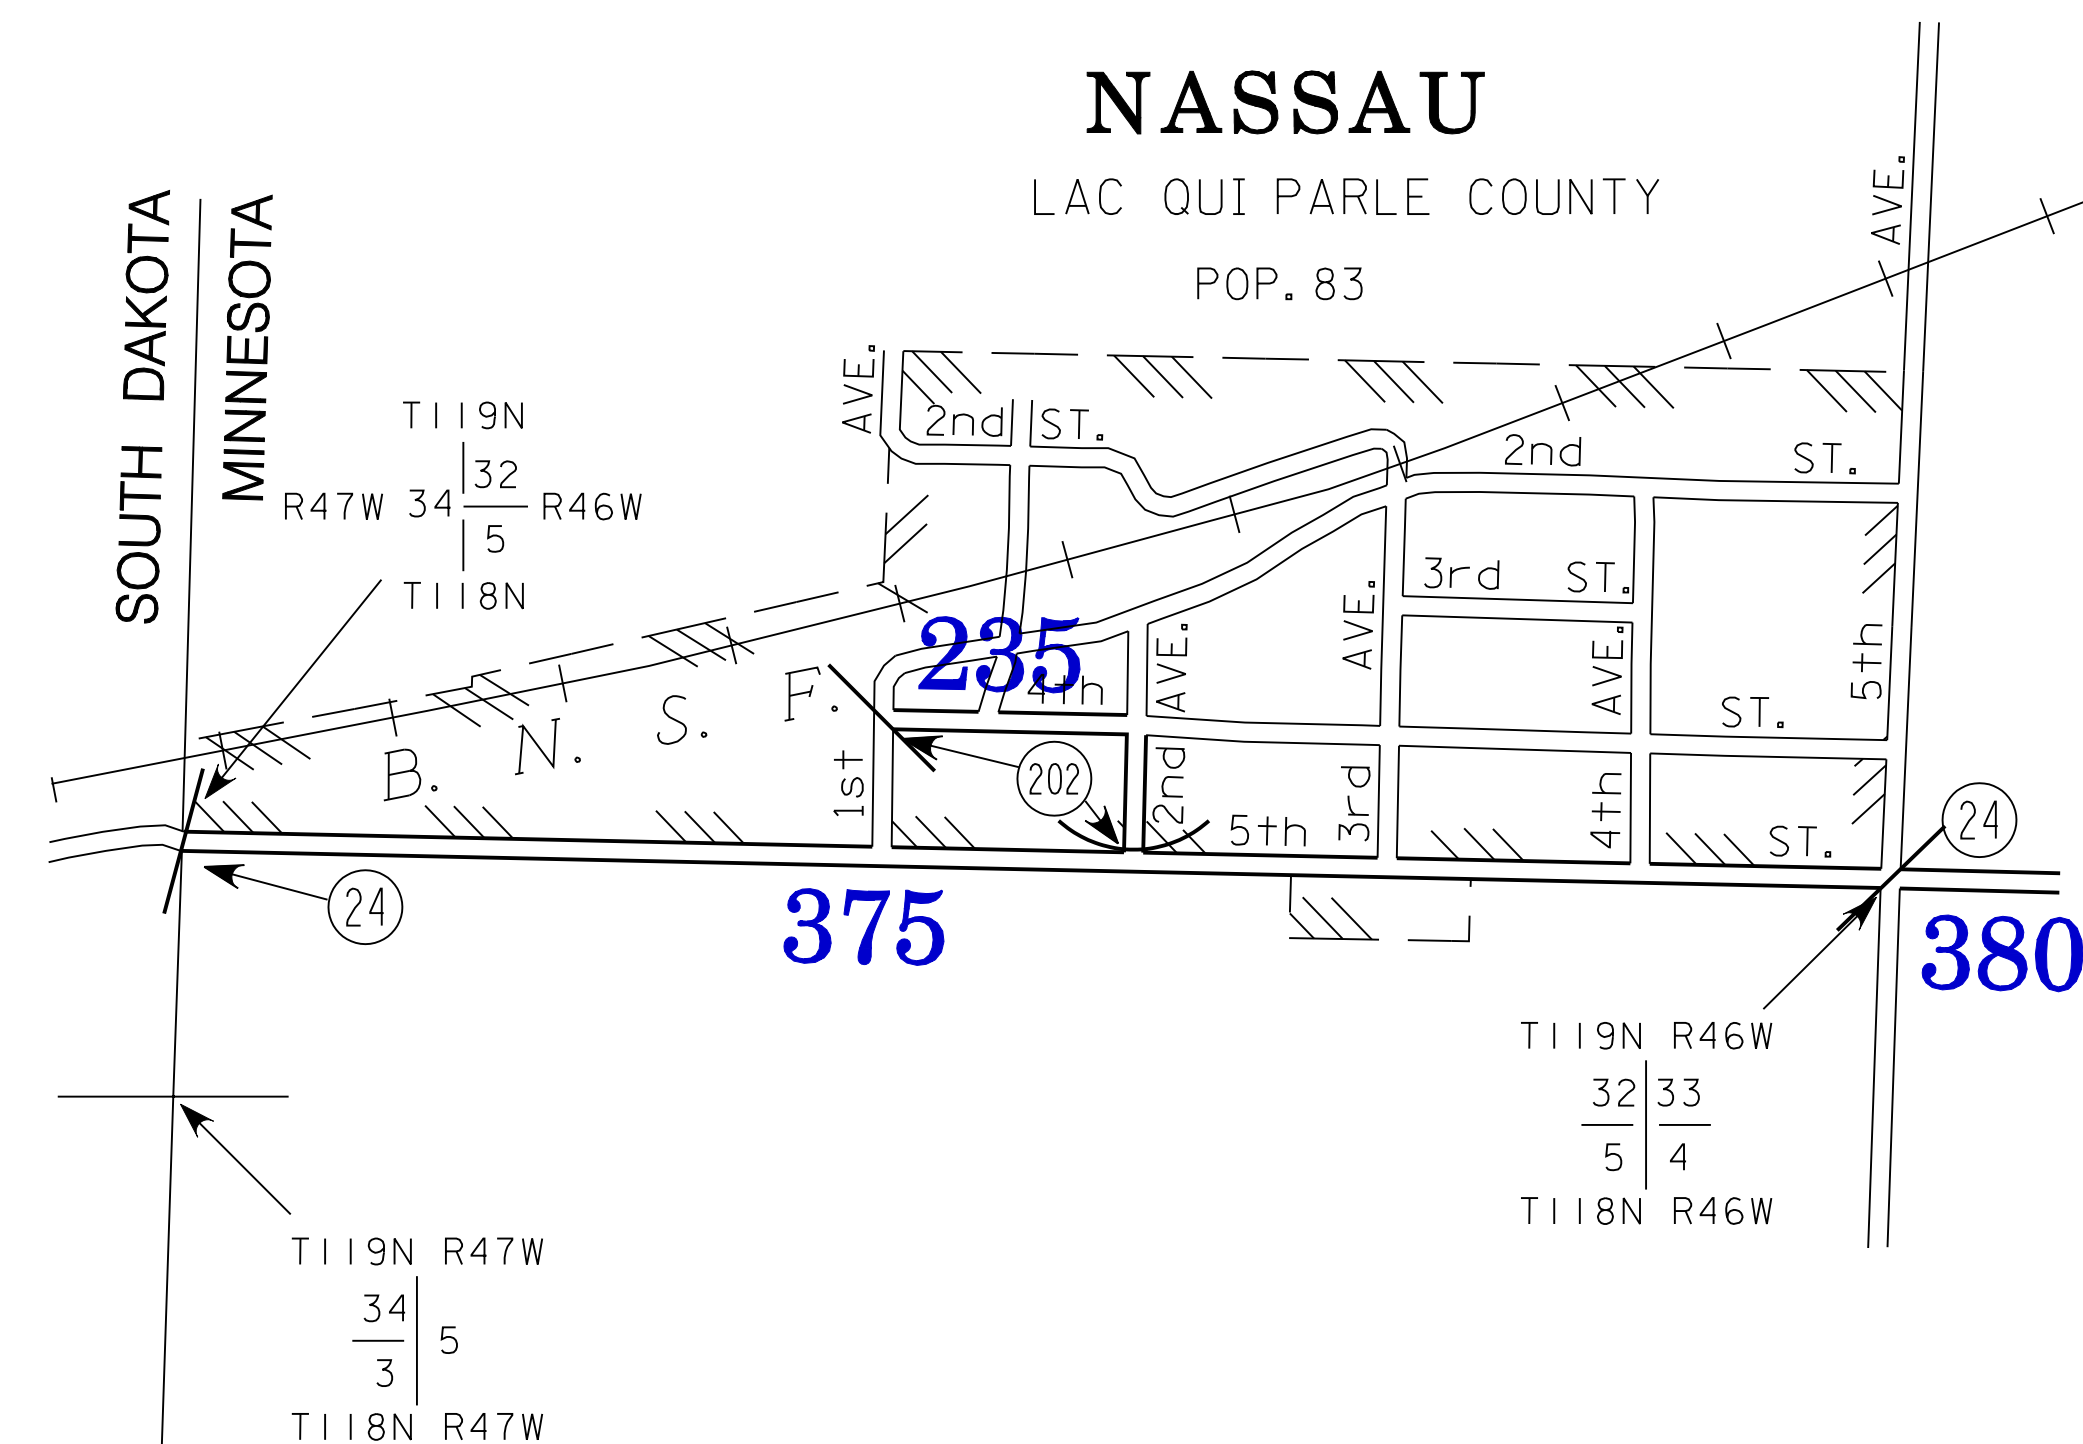 NASSAU
LAC QUI PARLE COUNTY
POP. 83
SOUTH DAKOTA
MINNESOTA
AVE.
AVE.
T119N
32
R47W 34 R46W
5
T118N
2nd ST.
2nd ST.
3rd ST.
AVE.
AVE.
AVE.
5th
235
4th ST.
B. N. S. F.
1st
202
2nd
3rd
4th
5th ST.
24
24
375
380
T119N R46W
32 33
5 4
T118N R46W
T119N R47W
34
5
3
T118N R47W